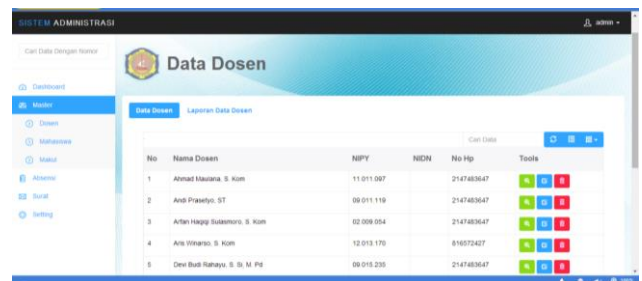 SISTEM ADMINISTRASI
admin
Cari Data Dengan Nomor
Data Dosen
Dashboard
Master
Dosen
Mahasiswa
Makul
Absensi
Surat
Setting
Data Dosen Laporan Data Dosen
Cari Data
No Nama Dosen NIPY NIDN No Hp Tools
1 Ahmad Maulana, S. Kom 11.011.097 2147483647
2 Andi Prasetyo, ST 09.011.119 2147483647
3 Arfan Haqiqi Sulasmoro, S. Kom 02.009.054 2147483647
4 Aris Winarso, S. Kom 12.013.170 816572427
5 Devi Budi Rahayu, S. Si, M. Pd 09.015.235 2147483647